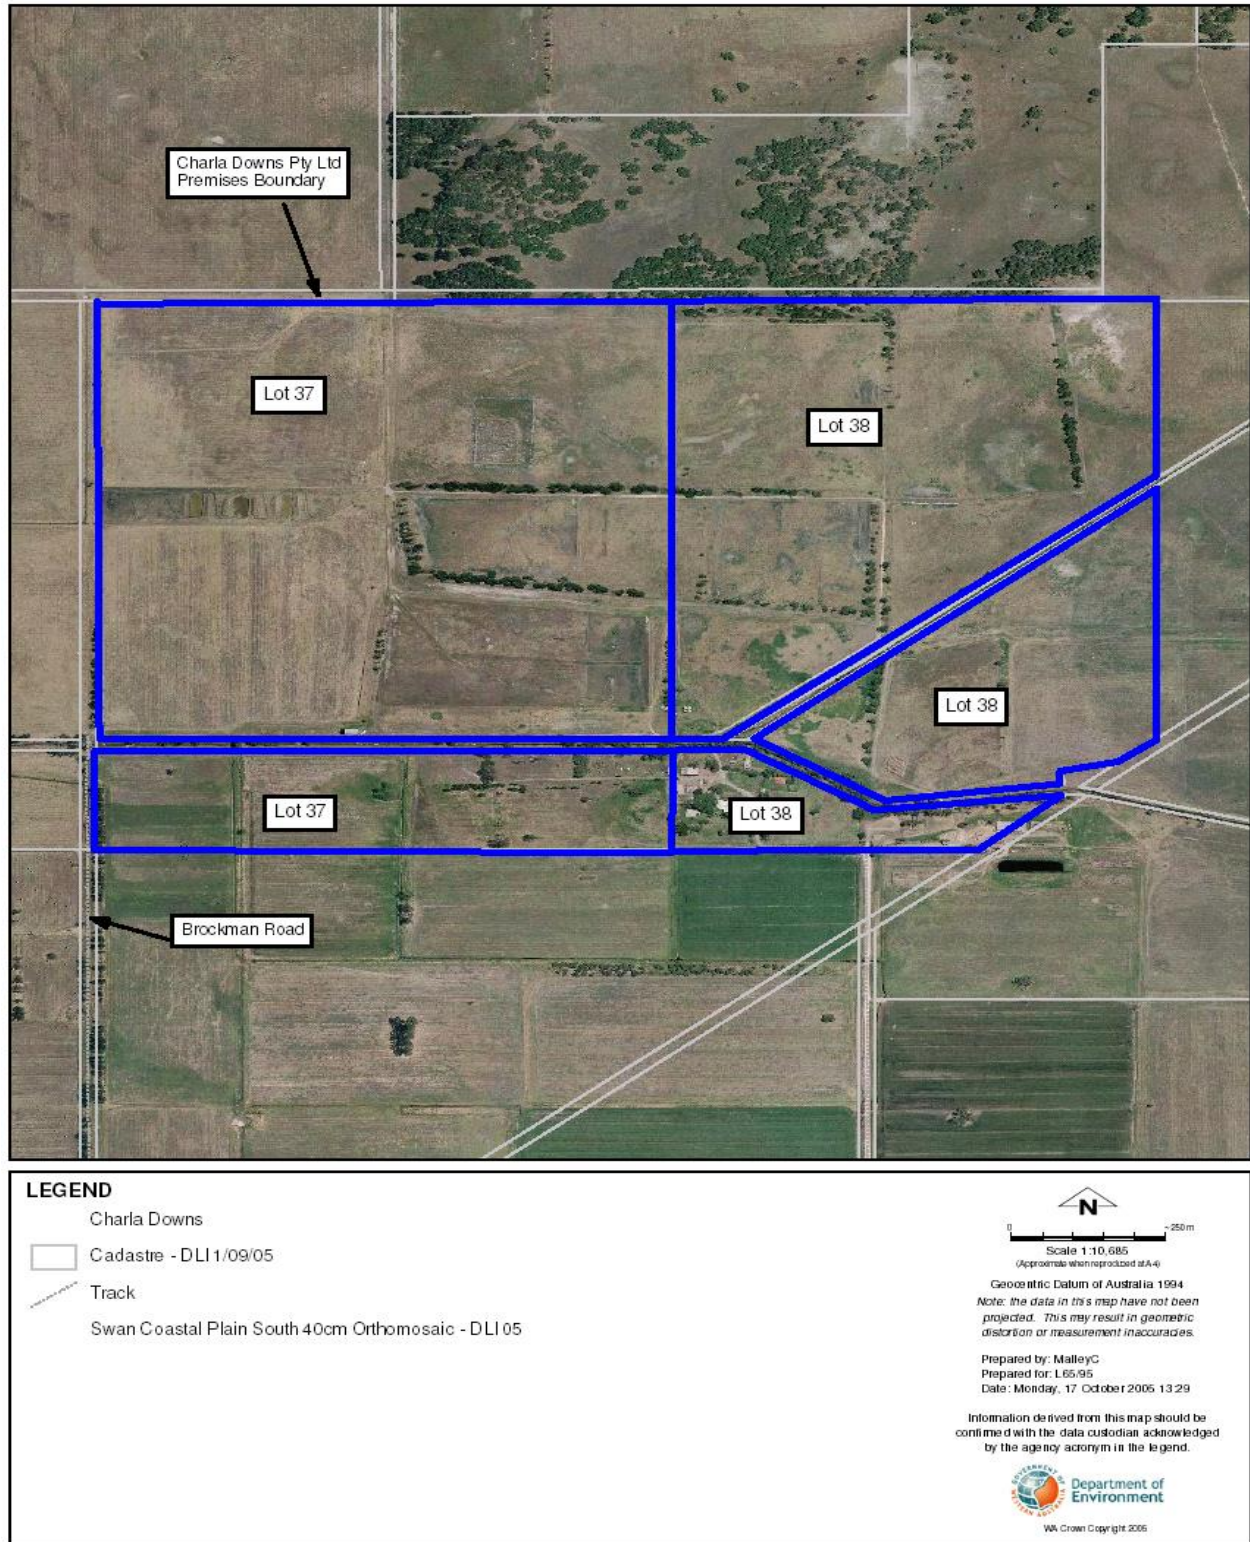 Charla Downs Pty Ltd
Premises Boundary
Lot 37
Lot 38
Lot 38
Lot 37
Lot 38
Brockman Road
LEGEND
Charla Downs
Cadastre - DLI 1/09/05
Track
Swan Coastal Plain South 40cm Orthomosaic - DLI 05
N
0 ~250m
Scale 1:10,685
(Approximate when reproduced at A4)
Geocentric Datum of Australia 1994
Note: the data in this map have not been
projected. This may result in geometric
distortion or measurement inaccuracies.
Prepared by: MalleyC
Prepared for: L65/95
Date: Monday, 17 October 2005 13:29
Information derived from this map should be
confirmed with the data custodian acknowledged
by the agency acronym in the legend.
GOVERNMENT OF
WESTERN AUSTRALIA
Department of
Environment
WA Crown Copyright 2005